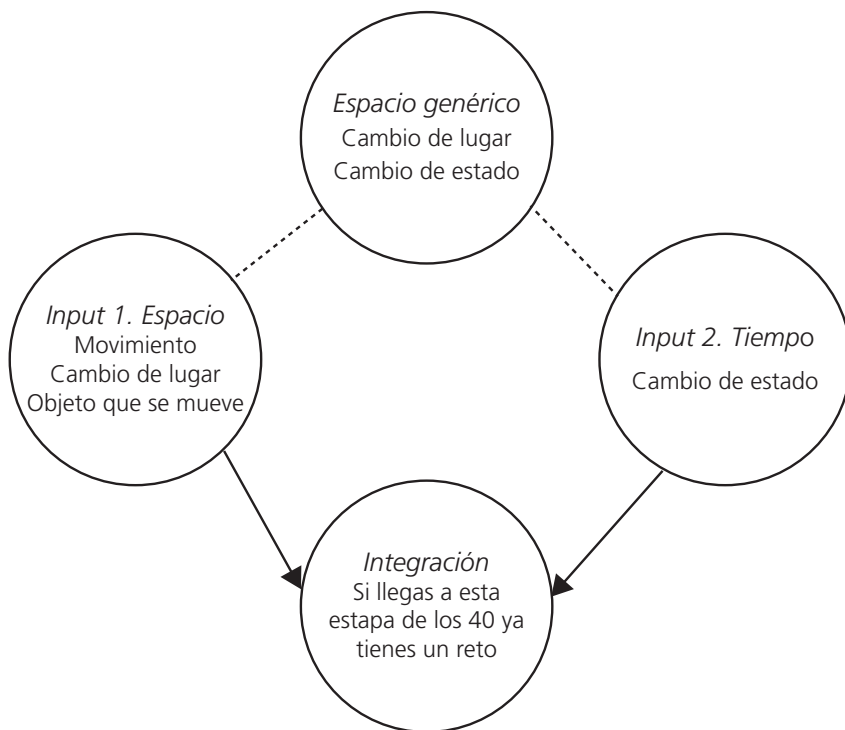 Espacio genérico
Cambio de lugar
Cambio de estado
Input 1. Espacio
Movimiento
Cambio de lugar
Objeto que se mueve
Input 2. Tiempo
Cambio de estado
Integración
Si llegas a esta
estapa de los 40 ya
tienes un reto